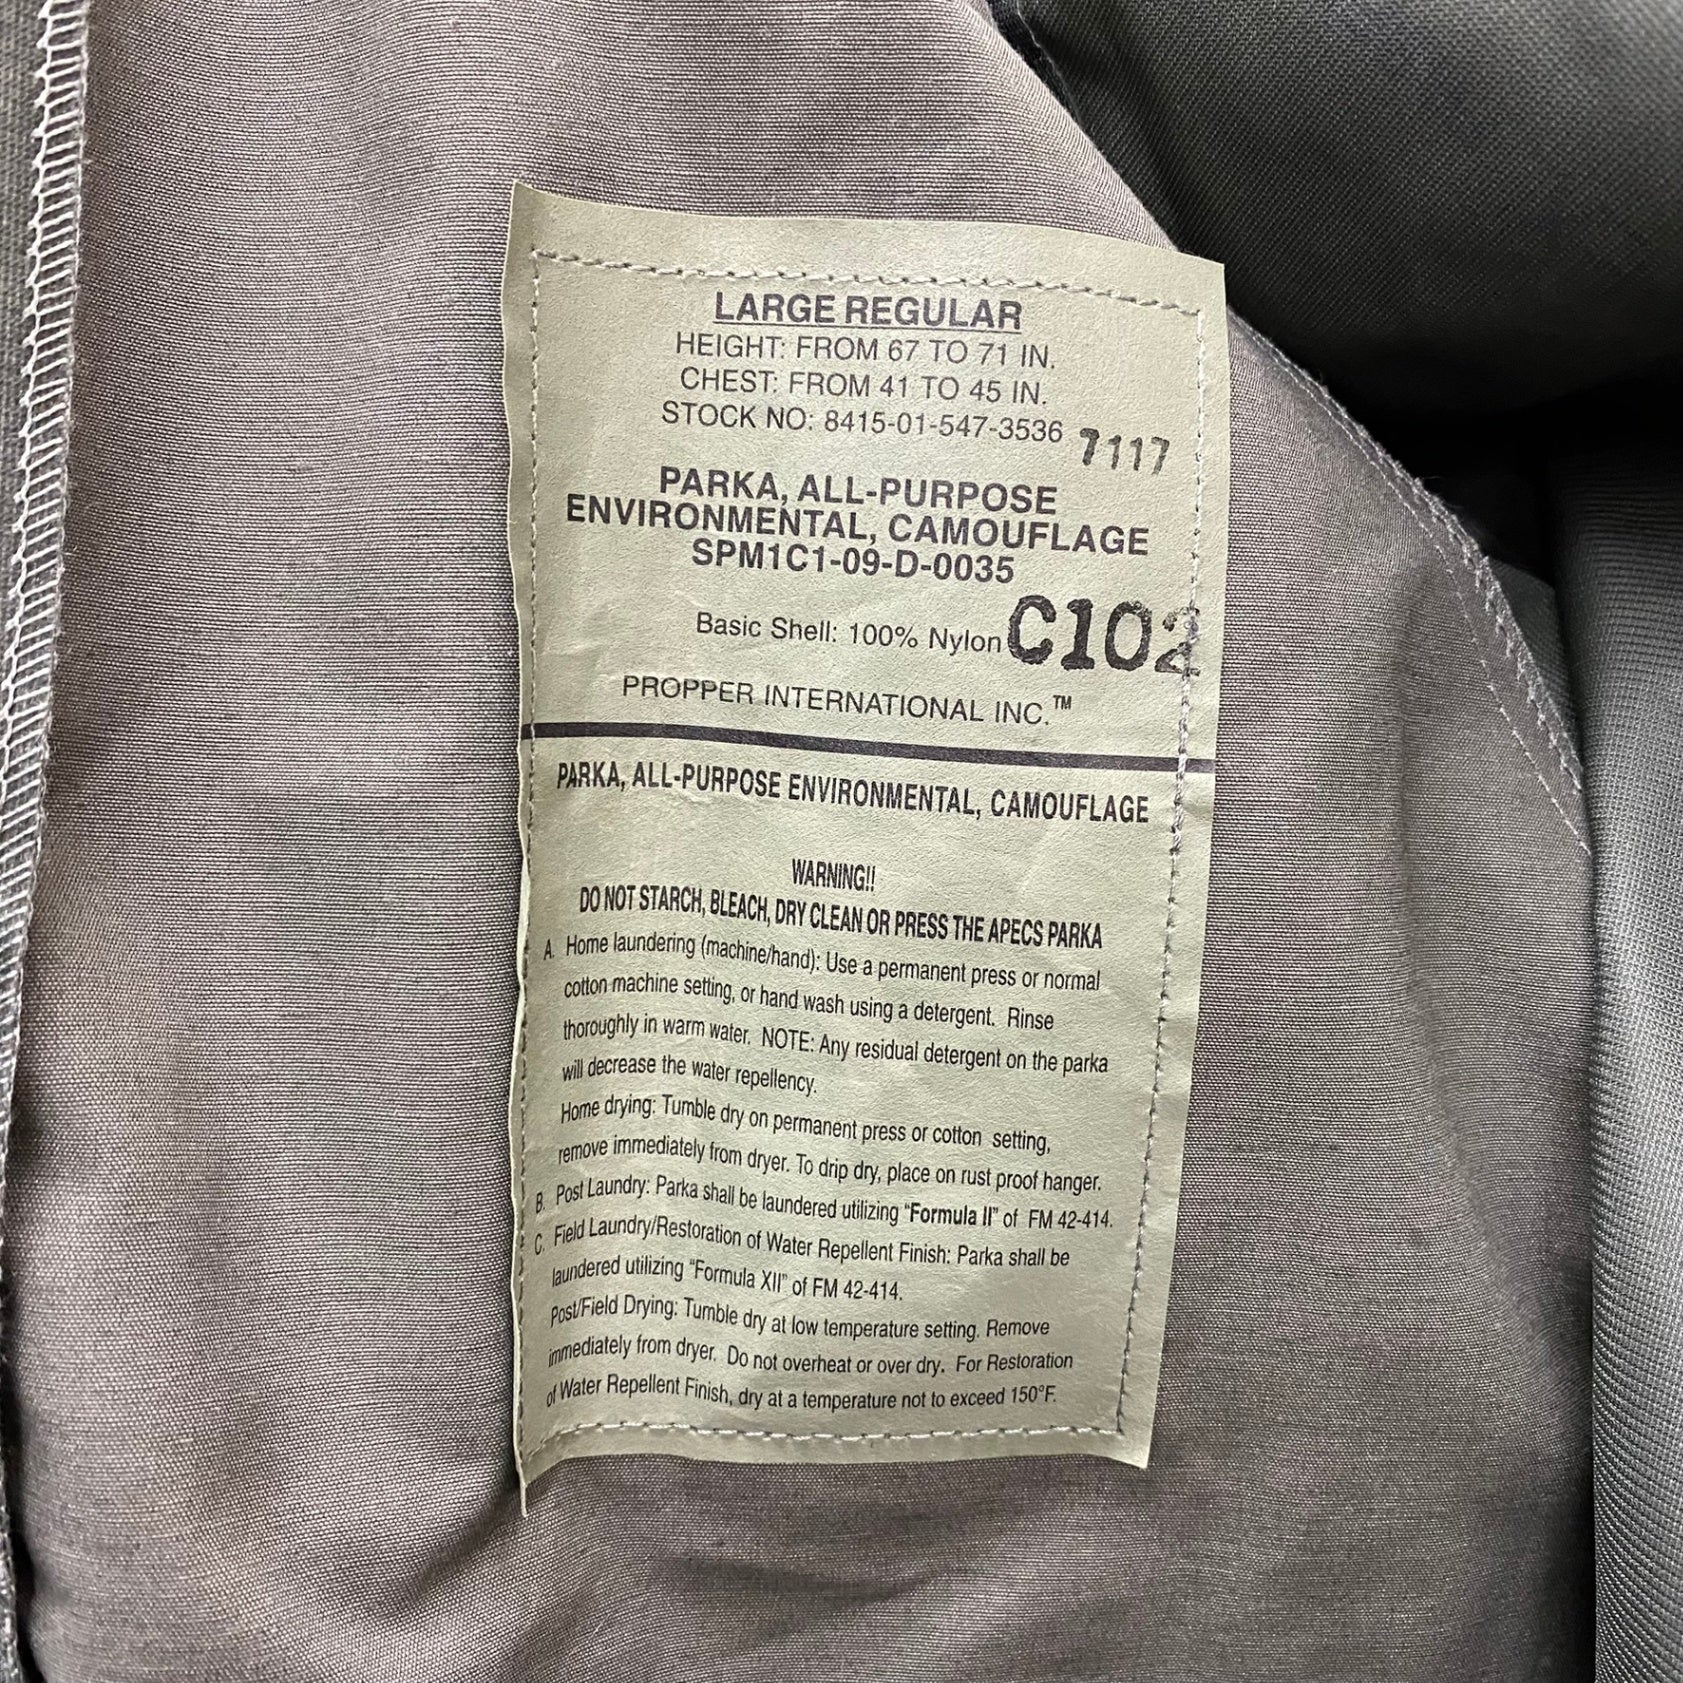 LARGE REGULAR
HEIGHT: FROM 67 TO 71 IN.
CHEST: FROM 41 TO 45 IN.
STOCK NO: 8415-01-547-3536 7117
PARKA, ALL-PURPOSE
ENVIRONMENTAL, CAMOUFLAGE
SPM1C1-09-D-0035
Basic Shell: 100% Nylon C102
PROPPER INTERNATIONAL INC.™
PARKA, ALL-PURPOSE ENVIRONMENTAL, CAMOUFLAGE
WARNING!!
DO NOT STARCH, BLEACH, DRY CLEAN OR PRESS THE APECS PARKA
A. Home laundering (machine/hand): Use a permanent press or normal
cotton machine setting, or hand wash using a detergent. Rinse
thoroughly in warm water. NOTE: Any residual detergent on the parka
will decrease the water repellency.
Home drying: Tumble dry on permanent press or cotton setting,
remove immediately from dryer. To drip dry, place on rust proof hanger.
B. Post Laundry: Parka shall be laundered utilizing "Formula II" of FM 42-414.
C. Field Laundry/Restoration of Water Repellent Finish: Parka shall be
laundered utilizing "Formula XII" of FM 42-414.
Post/Field Drying: Tumble dry at low temperature setting. Remove
immediately from dryer. Do not overheat or over dry. For Restoration
of Water Repellent Finish, dry at a temperature not to exceed 150°F.